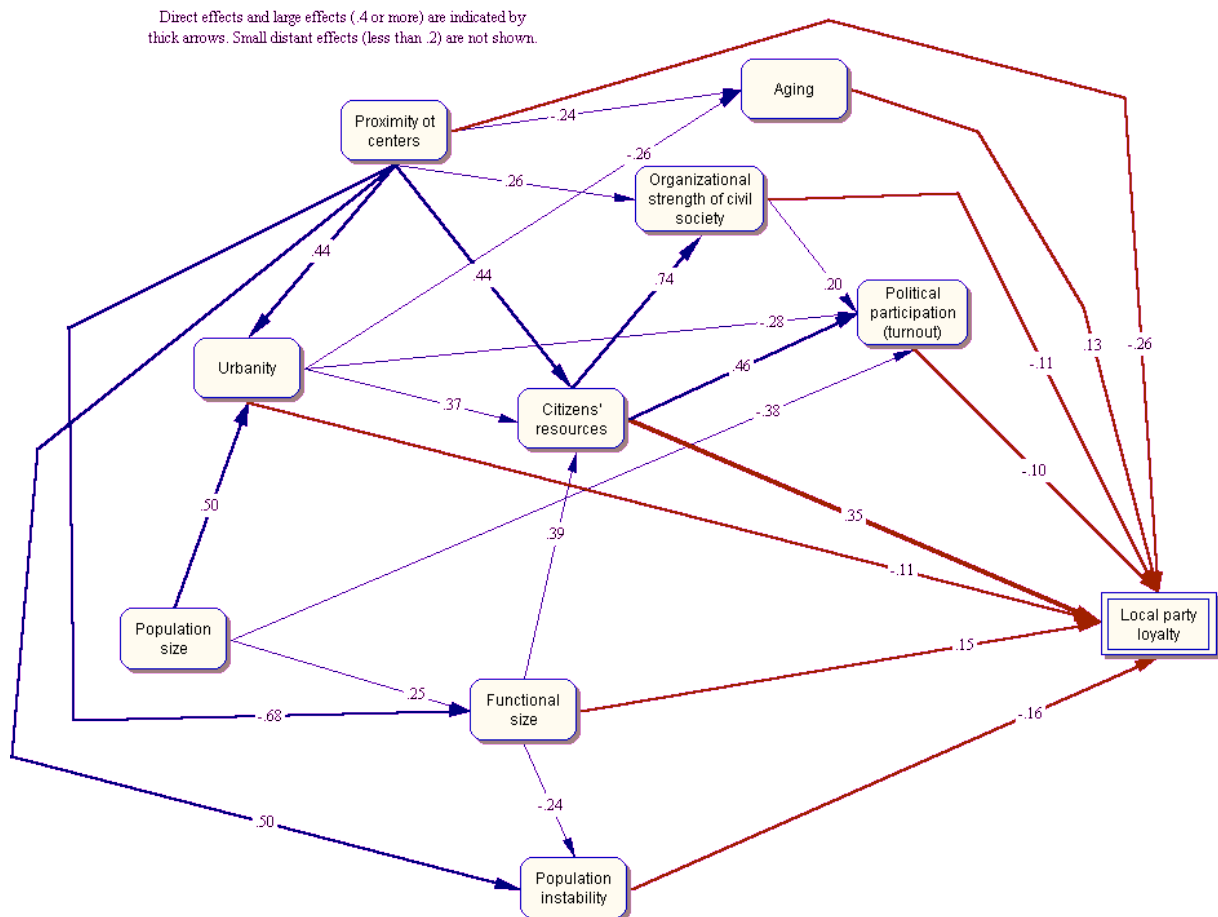 Direct effects and large effects (.4 or more) are indicated by
thick arrows. Small distant effects (less than .2) are not shown.
Aging
-.24
Proximity ot
centers
-.26
.26
Organizational
strength of civil
society
.44
.44
.74
.20
Political
participation
(turnout)
-.28
.13
-.26
-.11
Urbanity
.46
.37
Citizens'
resources
-.38
-.10
.50
.35
.39
-.11
Population
size
Local party
loyalty
.15
.25
Functional
size
-.68
-.16
-.24
.50
Population
instability